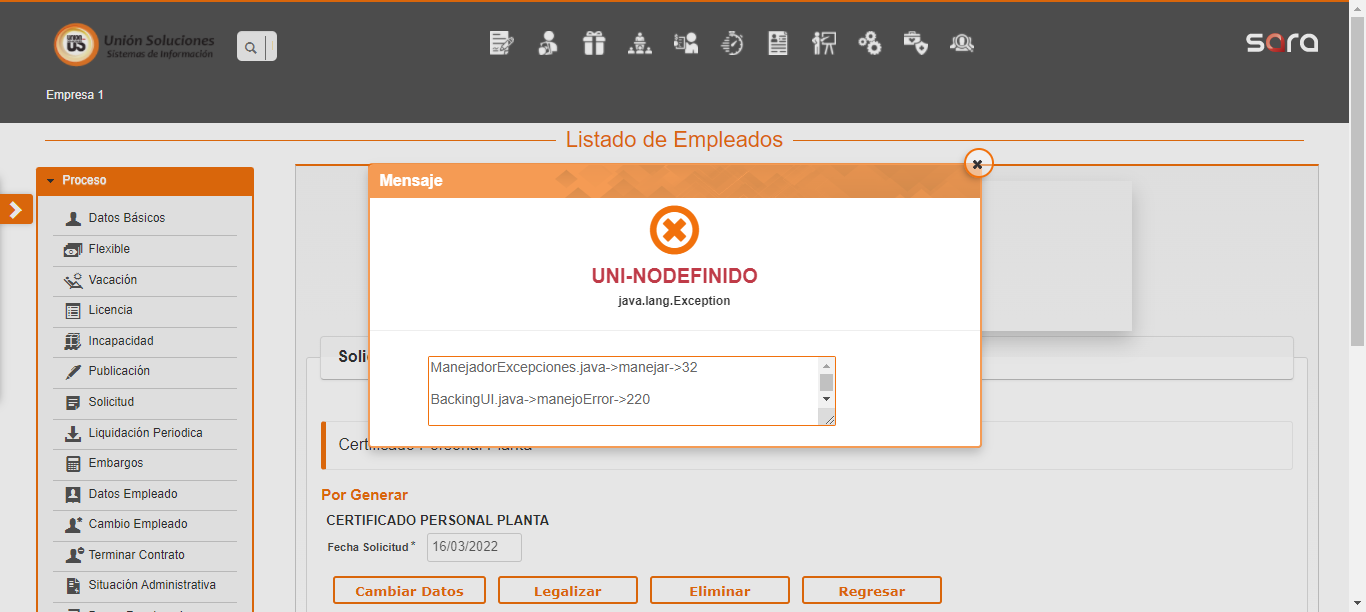 Unión Soluciones
Sistemas de Información
sara
Empresa 1
Listado de Empleados
Proceso
Datos Básicos
Flexible
Vacación
Licencia
Incapacidad
Publicación
Solicitud
Liquidación Periodica
Embargos
Datos Empleado
Cambio Empleado
Terminar Contrato
Situación Administrativa
Mensaje
UNI-NODEFINIDO
java.lang.Exception
ManejadorExcepciones.java->manejar->32
BackingUI.java->manejoError->220
Certificado Personal Planta
Por Generar
CERTIFICADO PERSONAL PLANTA
Fecha Solicitud * 16/03/2022
Cambiar Datos Legalizar Eliminar Regresar